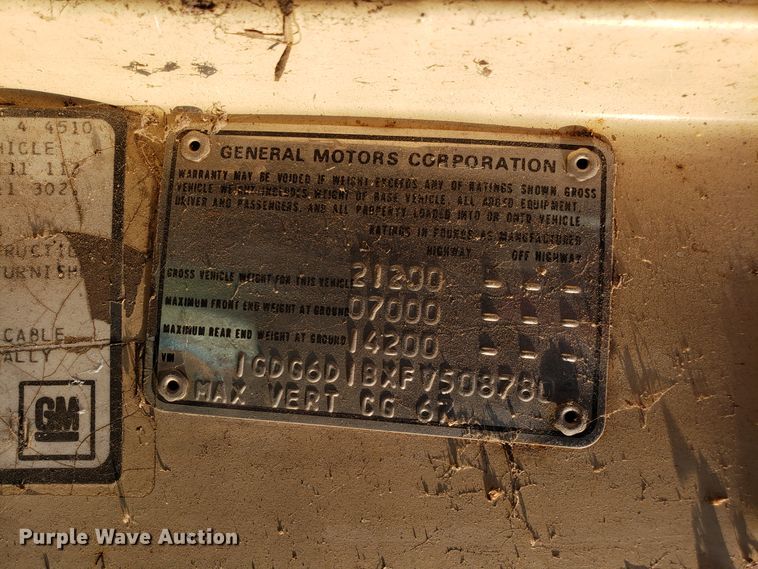 4 4510
HICLE
11 11
11 302
RUCTIO
URNISH
CABLE
ALLY
GM
GENERAL MOTORS CORPORATION
WARRANTY MAY BE VOIDED IF WEIGHT EXCEEDS ANY OF RATINGS SHOWN. GROSS
VEHICLE WEIGHT INCLUDES WEIGHT OF BASE VEHICLE, ALL ADDED EQUIPMENT,
DRIVER AND PASSENGERS, AND ALL PROPERTY LOADED INTO OR ONTO VEHICLE
RATINGS IN POUNDS AS MANUFACTURED
HIGHWAY OFF HIGHWAY
GROSS VEHICLE WEIGHT FOR THIS VEHICLE 21200 - - -
MAXIMUM FRONT END WEIGHT AT GROUND 07000 - - -
MAXIMUM REAR END WEIGHT AT GROUND 14200 - - -
VIN 1GDG6D1BXFV508780
MAX VERT CG
Purple Wave Auction